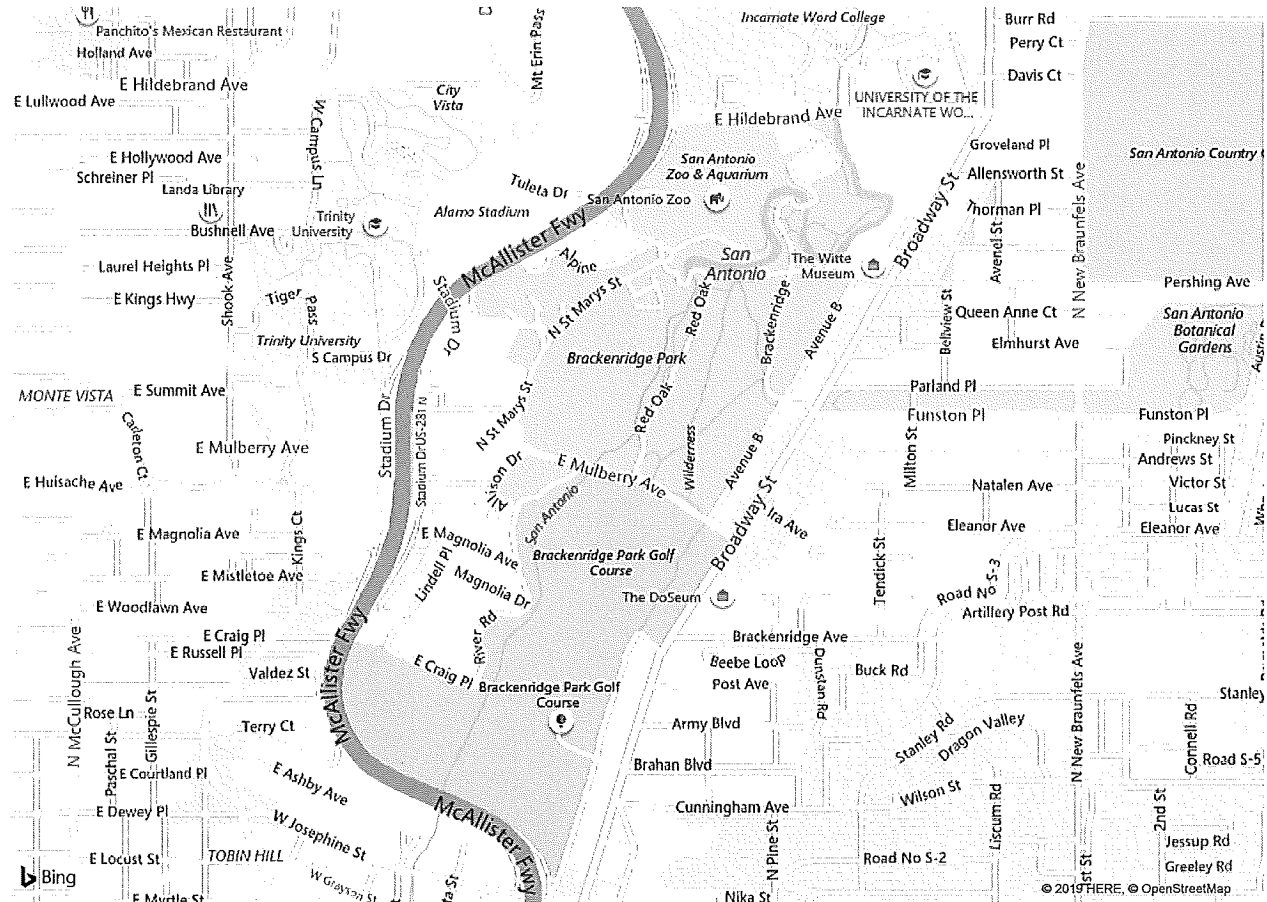 Panchito's Mexican Restaurant
Holland Ave
E Hildebrand Ave
E Lullwood Ave
E Hollywood Ave
Schreiner Pl
Landa Library
Bushnell Ave
Laurel Heights Pl
E Kings Hwy
Shook Ave
W Campus Ln
Trinity
University
City
Vista
Mt Erin Pass
Tuleta Dr
Alamo Stadium
McAllister Fwy
Incarnate Word College
UNIVERSITY OF THE
INCARNATE WO...
E Hildebrand Ave
San Antonio
Zoo & Aquarium
San Antonio Zoo
Burr Rd
Perry Ct
Davis Ct
Groveland Pl
Allensworth St
Thorman Pl
Avenel St
N New Braunfels Ave
San Antonio Country
Broadway St
The Witte
Museum
San
Antonio
Alpine
N St Marys St
Red Oak
Brackenridge
Avenue B
Bellview St
Queen Anne Ct
Elmhurst Ave
Pershing Ave
San Antonio
Botanical
Gardens
Austin
Tiger
Pass
Trinity University
S Campus Dr
Stadium Dr
Brackenridge Park
MONTE VISTA
E Summit Ave
Carleton Ct
E Mulberry Ave
E Huisache Ave
Stadium Dr
Stadium Dr
US-281 N
N St Marys St
Red Oak
Wilderness
Avenue B
Parland Pl
Funston Pl
Funston Pl
Milton St
Pinckney St
Andrews St
Victor St
Lucas St
Eleanor Ave
Natalen Ave
Eleanor Ave
Allyson Dr
E Mulberry Ave
San Antonio
Broadway St
Ira Ave
E Magnolia Ave
Kings Ct
E Mistletoe Ave
E Woodlawn Ave
E Magnolia Ave
Lindell Pl
Magnolia Dr
Brackenridge Park Golf
Course
The DoSeum
Tendick St
Road No S-3
Artillery Post Rd
E Craig Pl
E Russell Pl
Valdez St
McAllister Fwy
River Rd
E Craig Pl
Brackenridge Park Golf
Course
Brackenridge Ave
Beebe Loop
Post Ave
Dunstan Rd
Buck Rd
N New Braunfels Ave
Stanley
N McCullough Ave
Rose Ln
Gillespie St
Paschal St
Terry Ct
E Courtland Pl
E Dewey Pl
E Ashby Ave
W Josephine St
Army Blvd
Brahan Blvd
Stanley Rd
Dragon Valley
Connell Rd
Road S-5
Wilson St
Cunningham Ave
N Pine St
Liscum Rd
2nd St
Jessup Rd
Greeley Rd
E Locust St
TOBIN HILL
W Grayson St
McAllister Fwy
Road No S-2
Nika St
E Myrtle St
Bing
© 2019 HERE, © OpenStreetMap